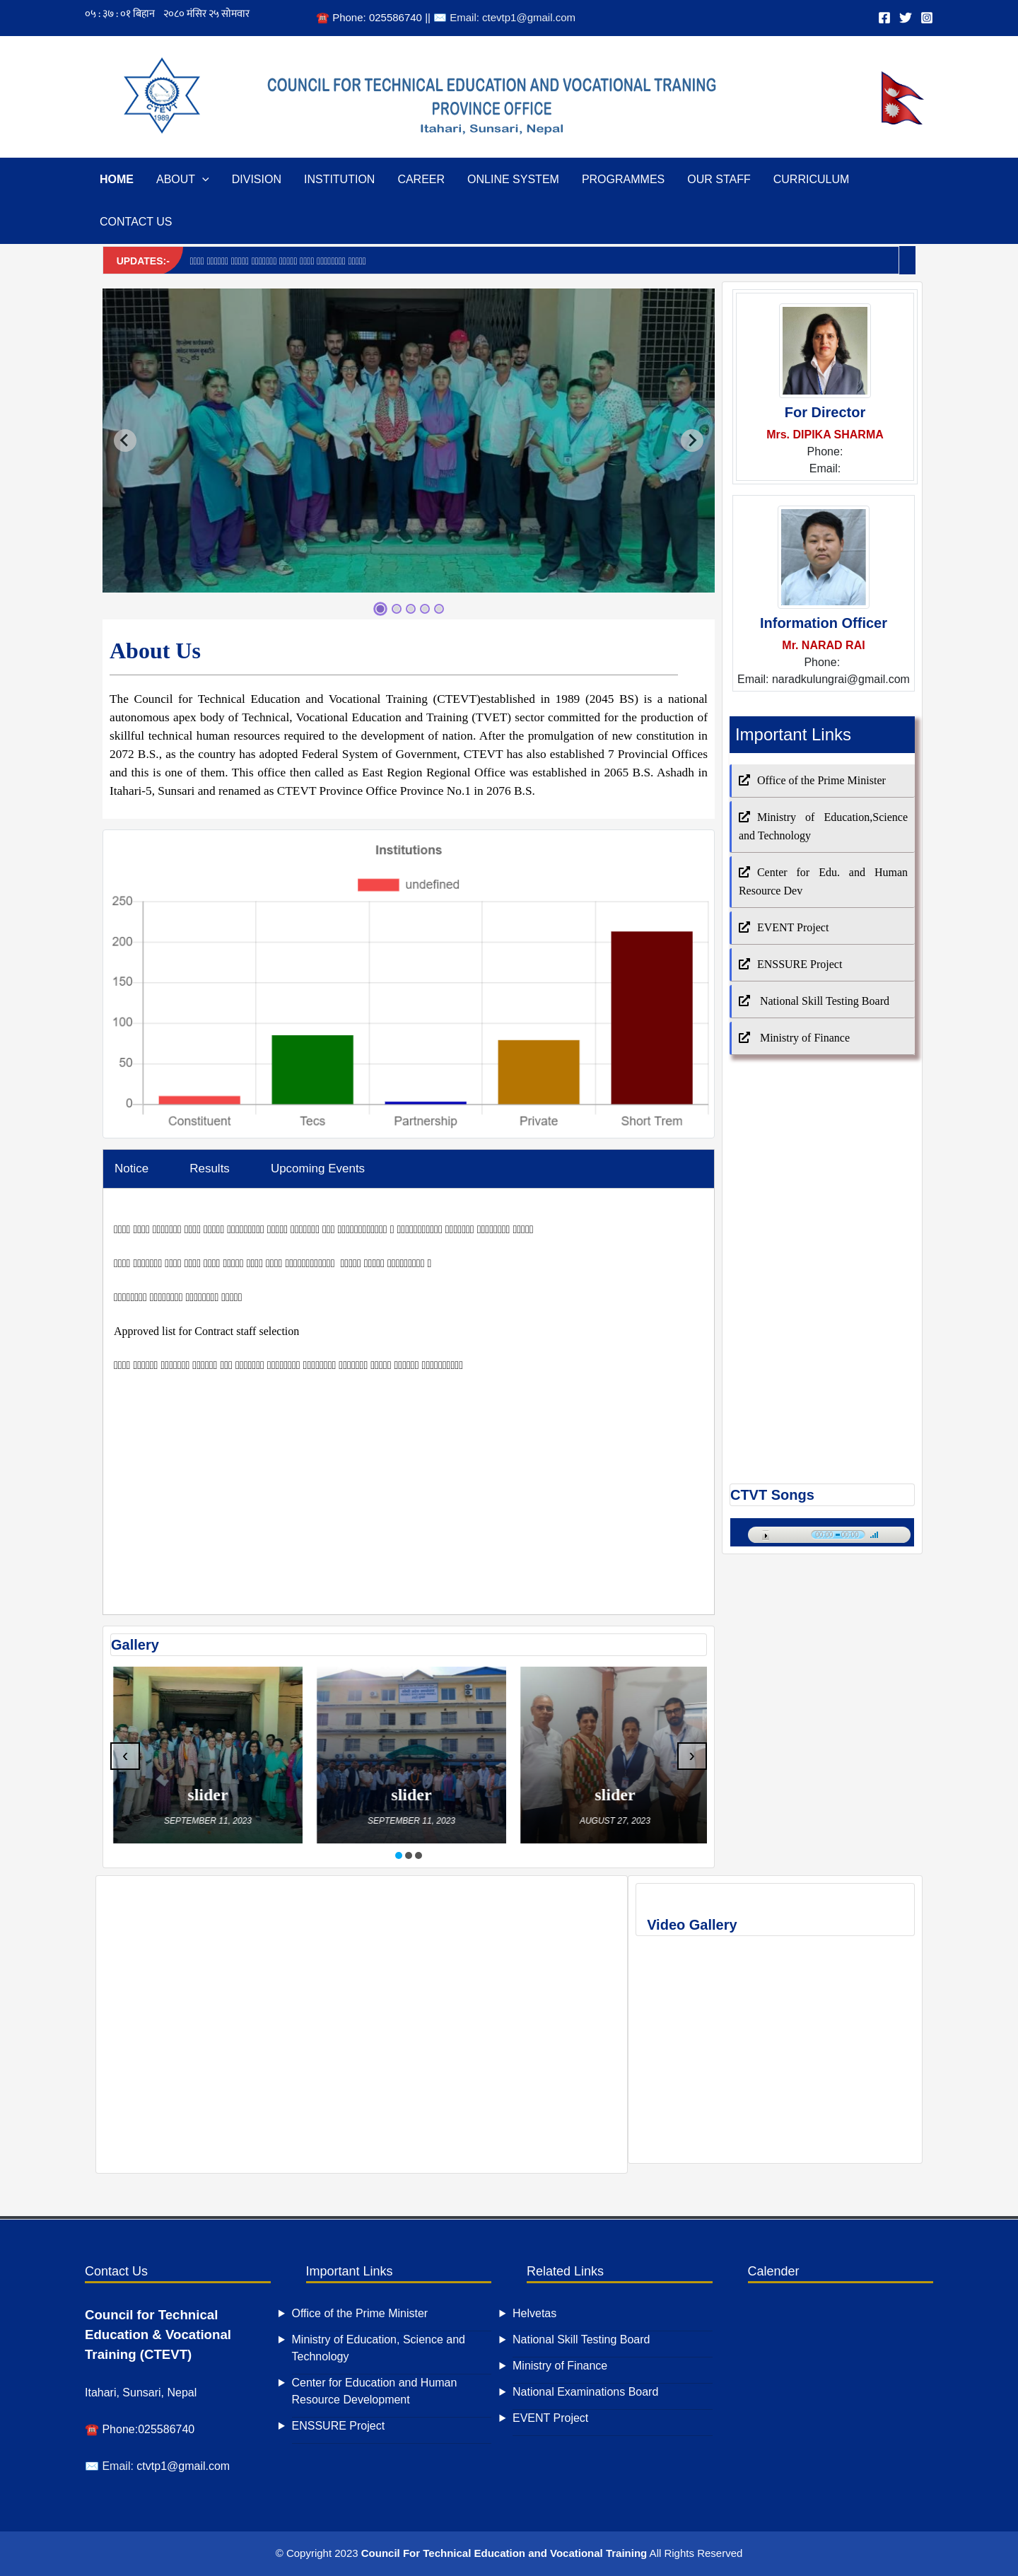 ०५ : ३७ : ०१ बिहान २०८० मंसिर २५ सोमवार
☎️ Phone: 025586740 || ✉️ Email: ctevtp1@gmail.com
CTEVT
1989
COUNCIL FOR TECHNICAL EDUCATION AND VOCATIONAL TRANING
PROVINCE OFFICE
Itahari, Sunsari, Nepal
HOME ABOUT DIVISION INSTITUTION CAREER ONLINE SYSTEM PROGRAMMES OUR STAFF CURRICULUM
CONTACT US
UPDATES:-
For Director
Mrs. DIPIKA SHARMA
Phone:
Email:
Information Officer
Mr. NARAD RAI
Phone:
Email: naradkulungrai@gmail.com
About Us
The Council for Technical Education and Vocational Training (CTEVT)established in 1989 (2045 BS) is a national
autonomous apex body of Technical, Vocational Education and Training (TVET) sector committed for the production of
skillful technical human resources required to the development of nation. After the promulgation of new constitution in
2072 B.S., as the country has adopted Federal System of Government, CTEVT has also established 7 Provincial Offices
and this is one of them. This office then called as East Region Regional Office was established in 2065 B.S. Ashadh in
Itahari-5, Sunsari and renamed as CTEVT Province Office Province No.1 in 2076 B.S.
Important Links
Office of the Prime Minister
Ministry of Education,Science
and Technology
Center for Edu. and Human
Resource Dev
EVENT Project
ENSSURE Project
National Skill Testing Board
Ministry of Finance
Institutions
undefined
250
200
150
100
50
0
Constituent Tecs Partnership Private Short Trem
Notice Results Upcoming Events
Approved list for Contract staff selection
CTVT Songs
00:00 00:00
Gallery
‹
slider
SEPTEMBER 11, 2023
slider
SEPTEMBER 11, 2023
slider
AUGUST 27, 2023
›
Video Gallery
Contact Us
Council for Technical
Education & Vocational
Training (CTEVT)
Itahari, Sunsari, Nepal
☎️ Phone:025586740
✉️ Email: ctvtp1@gmail.com
Important Links
Office of the Prime Minister
Ministry of Education, Science and
Technology
Center for Education and Human
Resource Development
ENSSURE Project
Related Links
Helvetas
National Skill Testing Board
Ministry of Finance
National Examinations Board
EVENT Project
Calender
© Copyright 2023 Council For Technical Education and Vocational Training All Rights Reserved